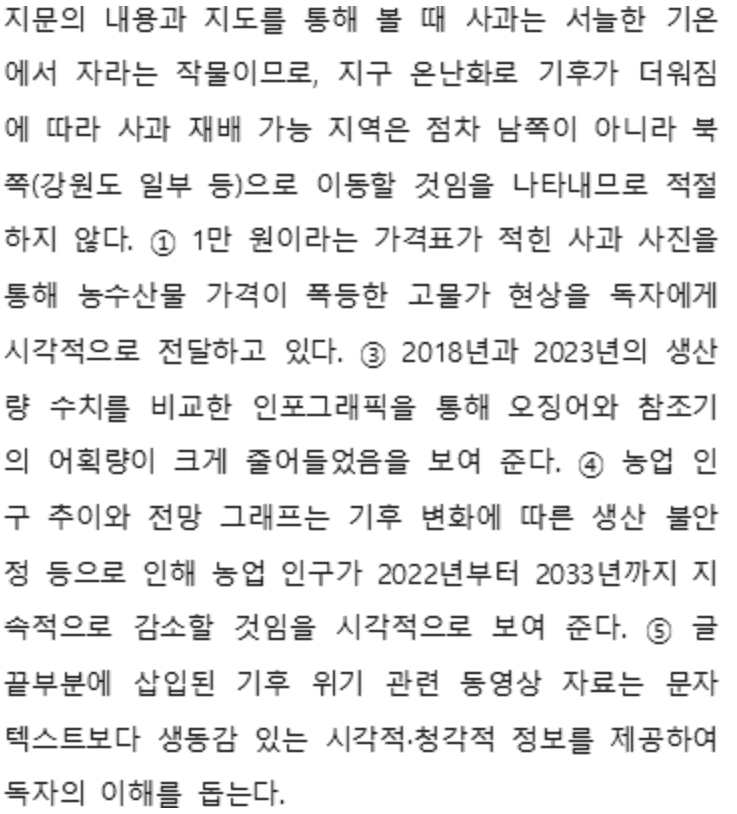 지문의 내용과 지도를 통해 볼 때 사과는 서늘한 기온
에서 자라는 작물이므로, 지구 온난화로 기후가 더워짐
에 따라 사과 재배 가능 지역은 점차 남쪽이 아니라 북
쪽(강원도 일부 등)으로 이동할 것임을 나타내므로 적절
하지 않다. ① 1만 원이라는 가격표가 적힌 사과 사진을
통해 농수산물 가격이 폭등한 고물가 현상을 독자에게
시각적으로 전달하고 있다. ③ 2018년과 2023년의 생산
량 수치를 비교한 인포그래픽을 통해 오징어와 참조기
의 어획량이 크게 줄어들었음을 보여 준다. ④ 농업 인
구 추이와 전망 그래프는 기후 변화에 따른 생산 불안
정 등으로 인해 농업 인구가 2022년부터 2033년까지 지
속적으로 감소할 것임을 시각적으로 보여 준다. ⑤ 글
끝부분에 삽입된 기후 위기 관련 동영상 자료는 문자
텍스트보다 생동감 있는 시각적·청각적 정보를 제공하여
독자의 이해를 돕는다.